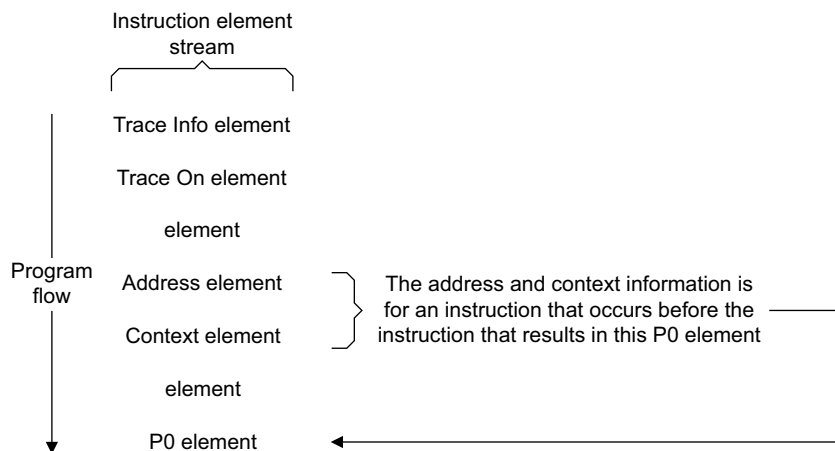 Instruction element
stream
Trace Info element
Trace On element
element
Program
flow
Address element
Context element
The address and context information is
for an instruction that occurs before the
instruction that results in this P0 element
element
P0 element